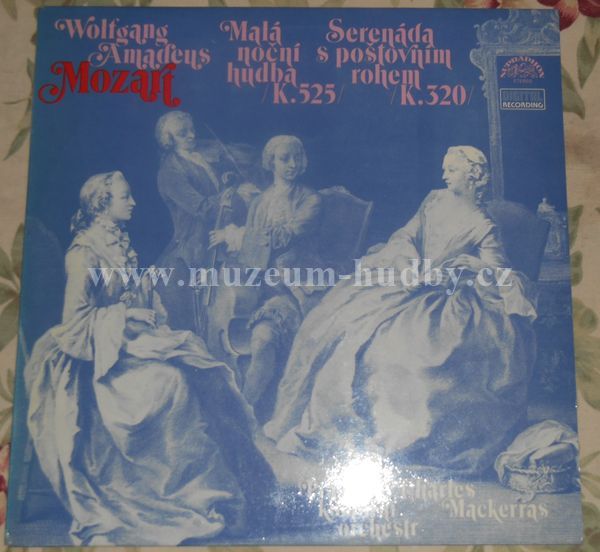 Wolfgang
Amadeus
Mozart
Malá
noční
hudba
/K.525/
Serenáda
s poštovním
rohem
/K.320/
SUPRAPHON
STEREO
DIGITAL
RECORDING
www.muzeum-hudby.cz
Charles
Mackerras
orchestr